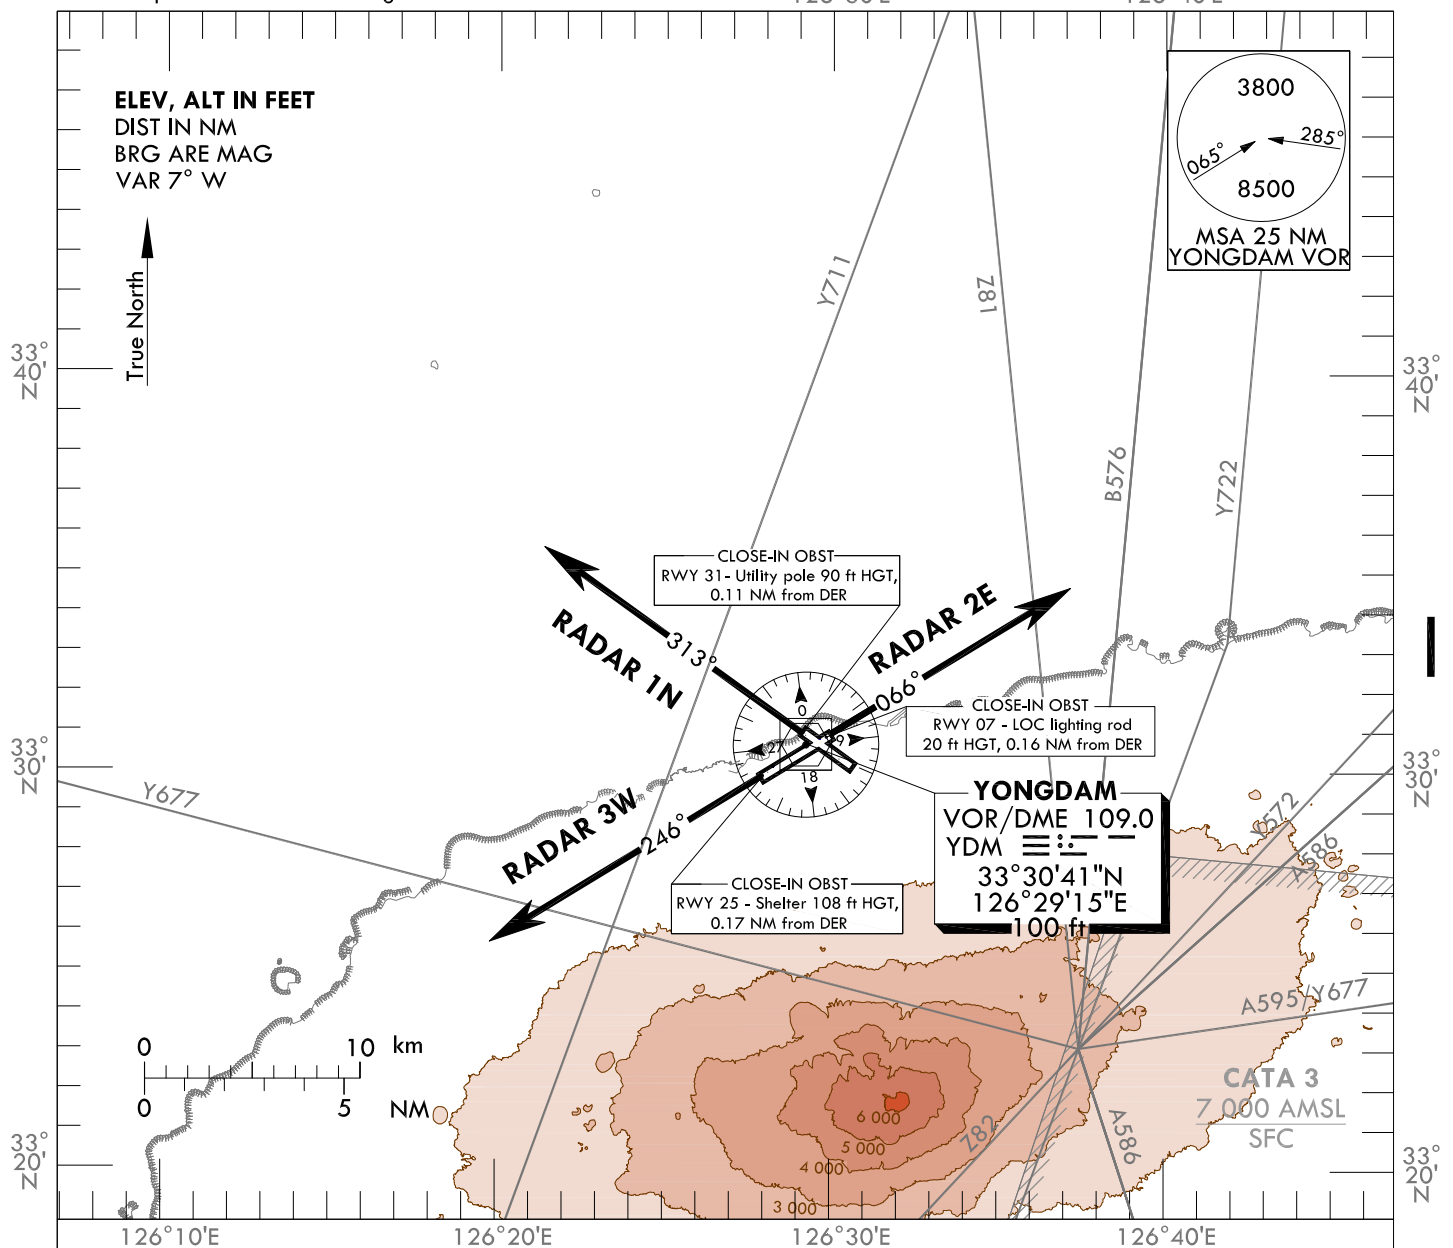 ELEV, ALT IN FEET
DIST IN NM
BRG ARE MAG
VAR 7° W
True North
3800
065°
285°
8500
MSA 25 NM
YONGDAM VOR
Y711
Z81
B576
Y722
33°
40'
N
33°
40'
N
CLOSE-IN OBST
RWY 31- Utility pole 90 ft HGT,
0.11 NM from DER
RADAR 1N
313°
RADAR 2E
066°
0
9
18
27
CLOSE-IN OBST
RWY 07 - LOC lighting rod
20 ft HGT, 0.16 NM from DER
33°
30'
N
33°
30'
N
Y677
RADAR 3W
246°
YONGDAM
VOR/DME 109.0
YDM
33°30'41"N
126°29'15"E
100 ft
Y572
A586
CLOSE-IN OBST
RWY 25 - Shelter 108 ft HGT,
0.17 NM from DER
A595/Y677
0 10 km
0 5 NM
CATA 3
7 000 AMSL
SFC
6 000
5 000
4 000
3 000
Z82
A586
33°
20'
N
33°
20'
N
126°10'E
126°20'E
126°30'E
126°40'E